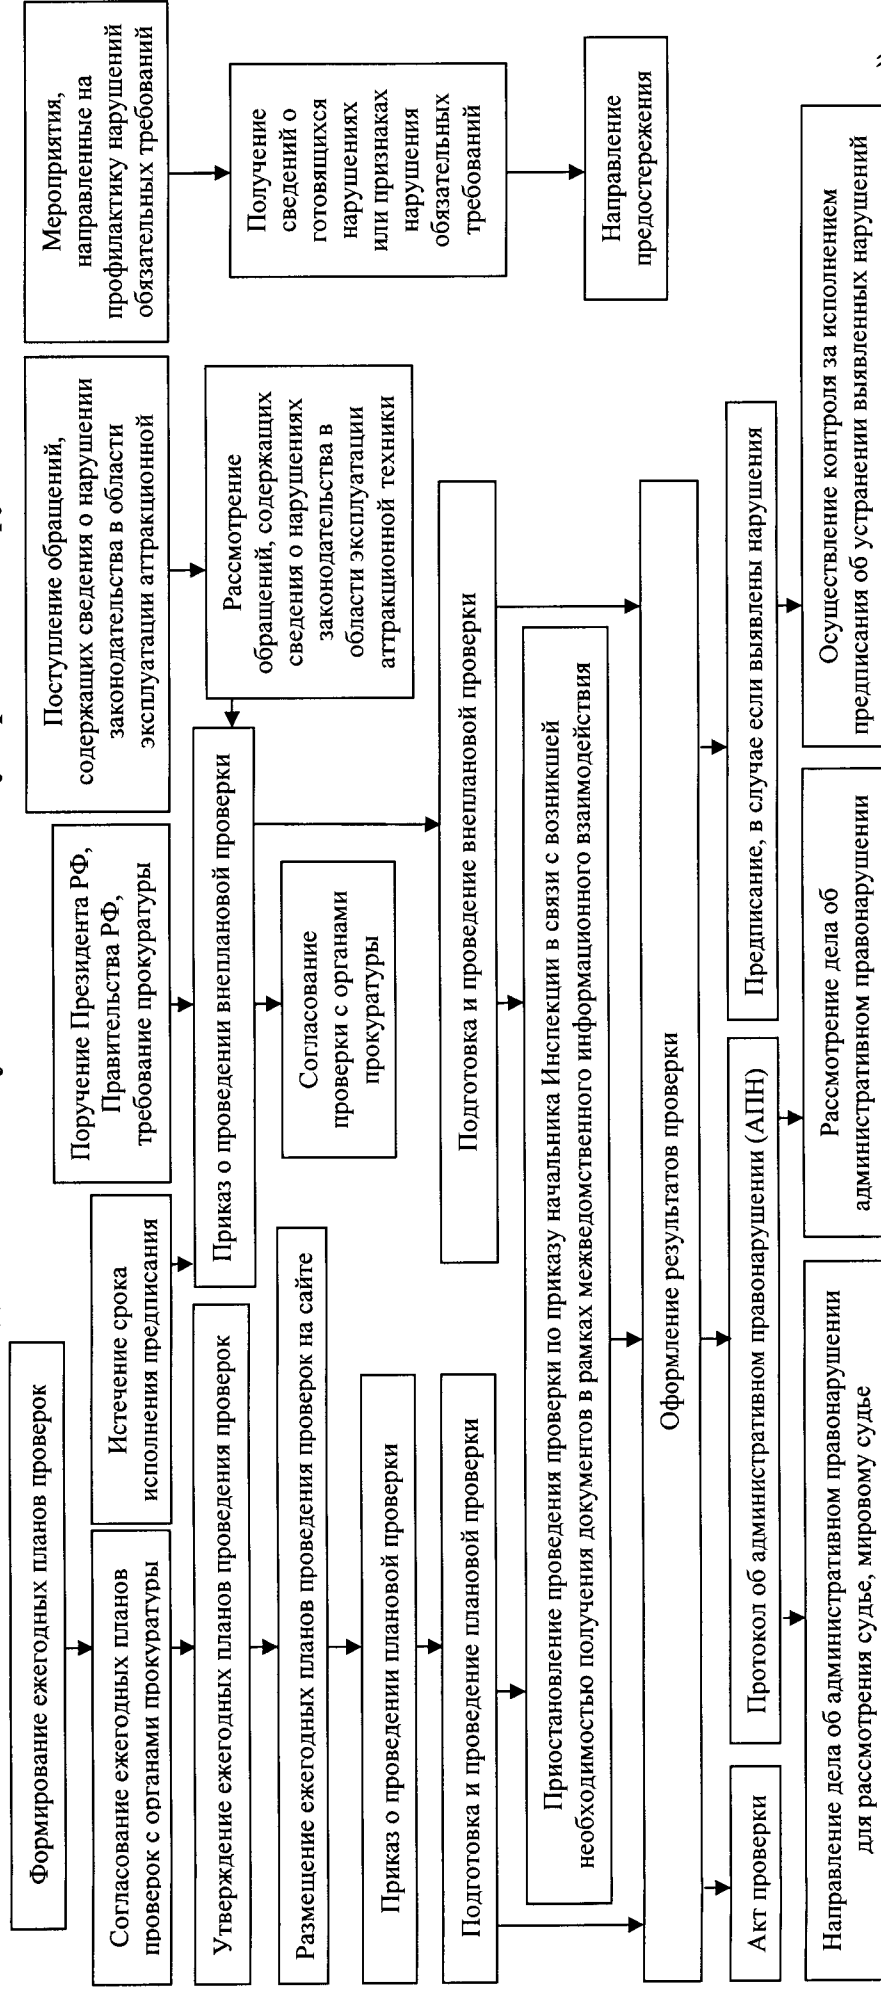 Формирование ежегодных планов проверок
Согласование ежегодных планов
проверок с органами прокуратуры
Истечение срока
исполнения предписания
Поручение Президента РФ,
Правительства РФ,
требование прокуратуры
Поступление обращений,
содержащих сведения о нарушении
законодательства в области
эксплуатации аттракционной
Мероприятия,
направленные на
профилактику нарушений
обязательных требований
Утверждение ежегодных планов проведения проверок
Приказ о проведении внеплановой проверки
Рассмотрение
обращений, содержащих
сведения о нарушениях
законодательства в
области эксплуатации
аттракционной техники
Получение
сведений о
готовящихся
нарушениях
или признаках
нарушения
обязательных
требований
Размещение ежегодных планов проведения проверок на сайте
Согласование
проверки с органами
прокуратуры
Приказ о проведении плановой проверки
Подготовка и проведение плановой проверки
Подготовка и проведение внеплановой проверки
Направление
предостережения
Приостановление проведения проверки по приказу начальника Инспекции в связи с возникшей
необходимостью получения документов в рамках межведомственного информационного взаимодействия
Оформление результатов проверки
Акт проверки
Протокол об административном правонарушении (АПН)
Предписание, в случае если выявлены нарушения
Направление дела об административном правонарушении
для рассмотрения судье, мировому судье
Рассмотрение дела об
административном правонарушении
Осуществление контроля за исполнением
предписания об устранении выявленных нарушений